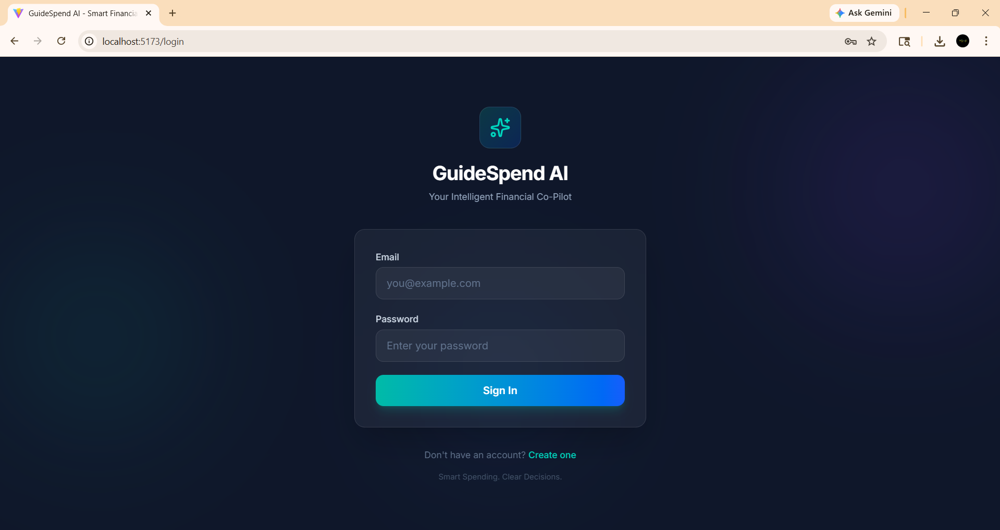 GuideSpend AI - Smart Financia
Ask Gemini
localhost:5173/login
GuideSpend AI
Your Intelligent Financial Co-Pilot
Email
you@example.com
Password
Enter your password
Sign In
Don't have an account? Create one
Smart Spending. Clear Decisions.